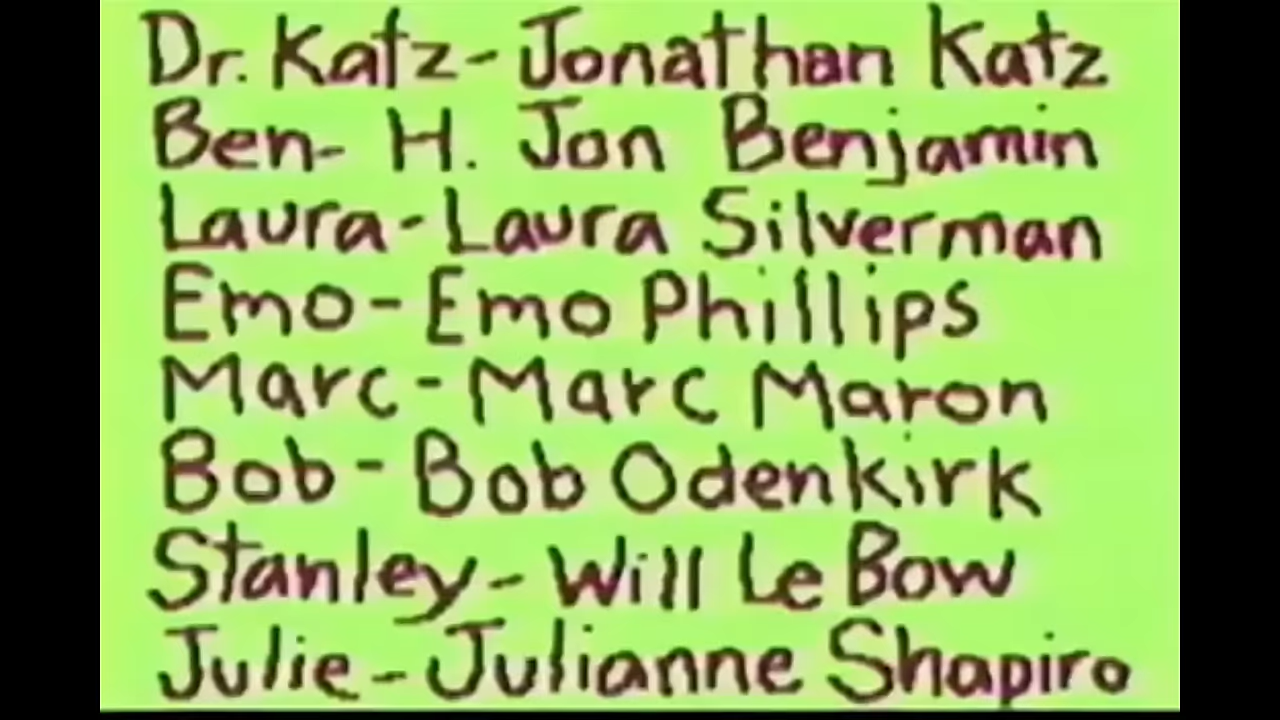 Dr. Katz-Jonathan Katz
Ben- H. Jon Benjamin
Laura-Laura Silverman
Emo-Emo Phillips
Marc-Marc Maron
Bob-Bob Odenkirk
Stanley-Will Le Bow
Julie-Julianne Shapiro